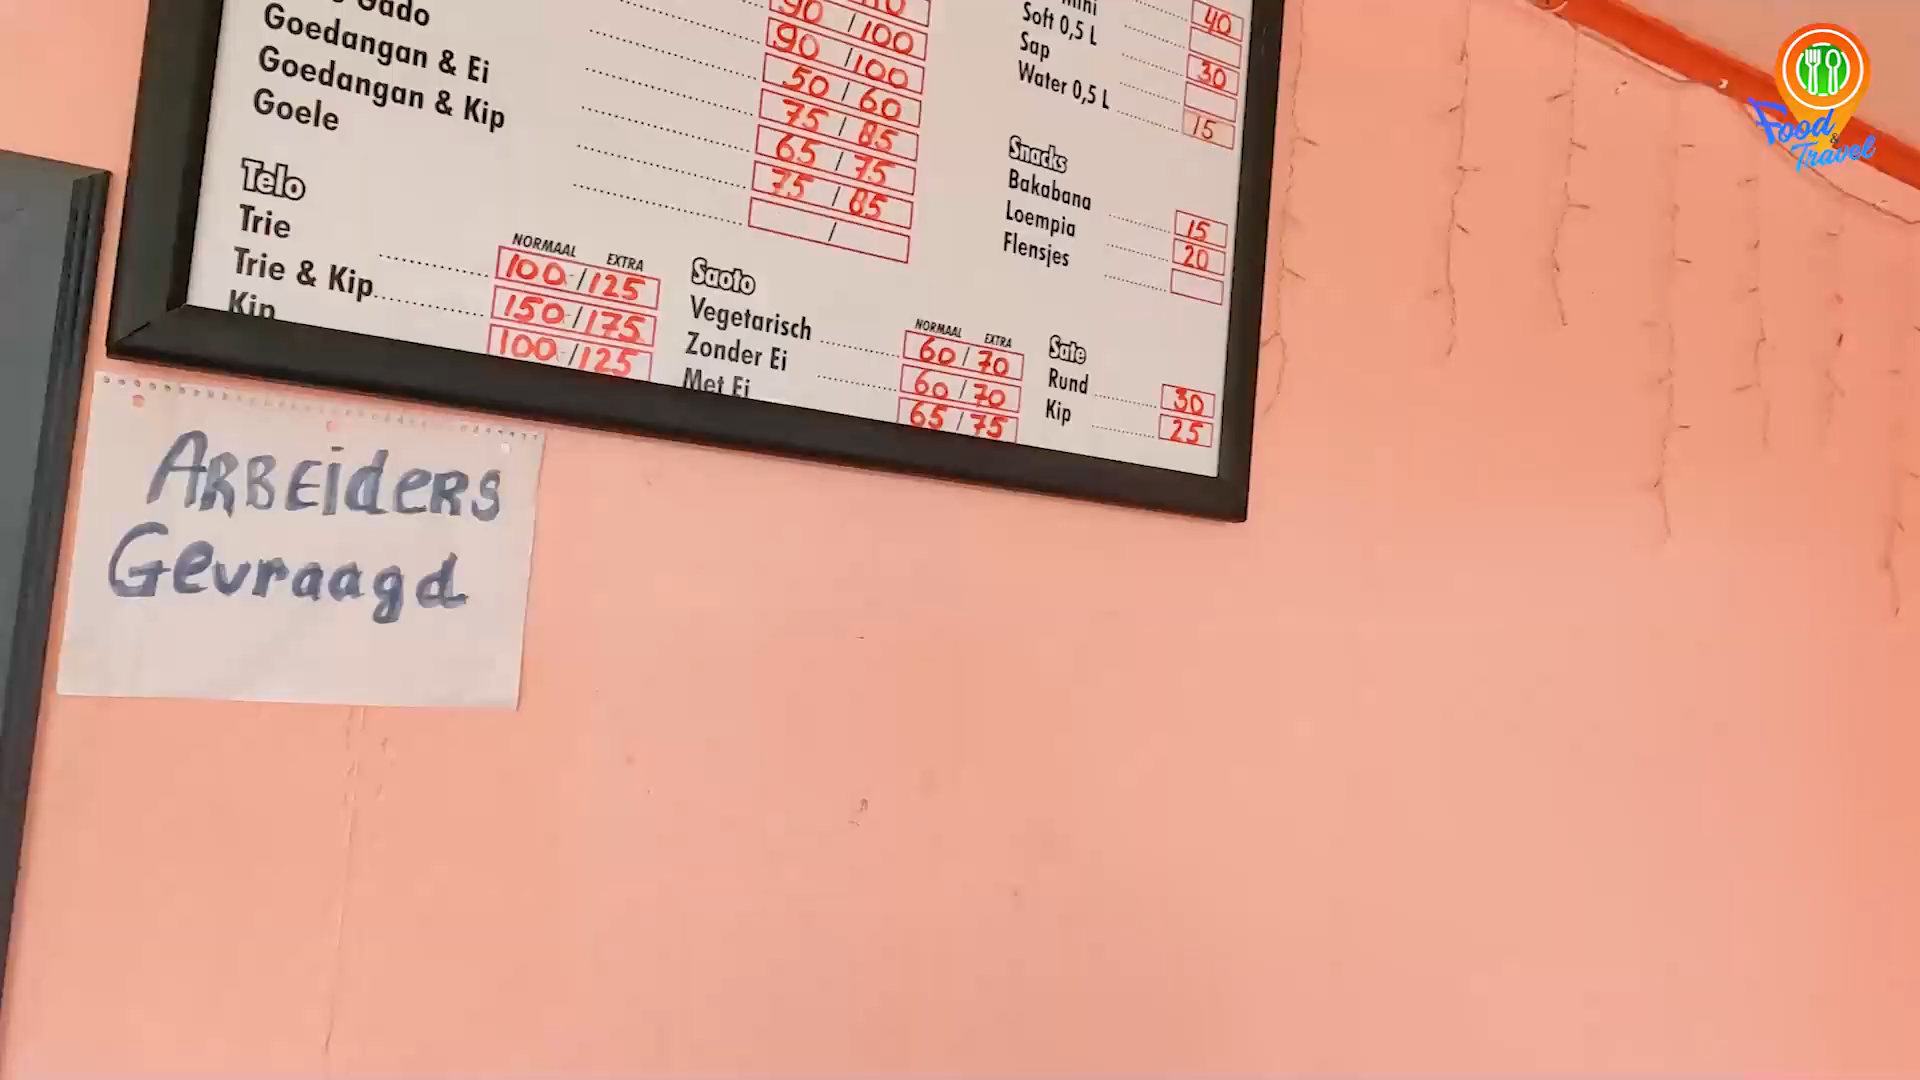 Gado
Goedangan & Ei
Goedangan & Kip
Goele
90 / 100
90 / 100
50 / 60
75 / 85
65 / 75
75 / 85
/
Telo
NORMAAL EXTRA
Trie 100 / 125
Trie & Kip 150 / 175
Kip 100 / 125
Saoto
NORMAAL EXTRA
Vegetarisch 60 / 70
Zonder Ei 60 / 70
Met Ei 65 / 75
40
Soft 0,5 L
Sap 30
Water 0,5 L
15
Snacks
Bakabana 15
Loempia 20
Flensjes
Sate
Rund 30
Kip 25
ARBEIDERS
Gevraagd
Food
& Travel